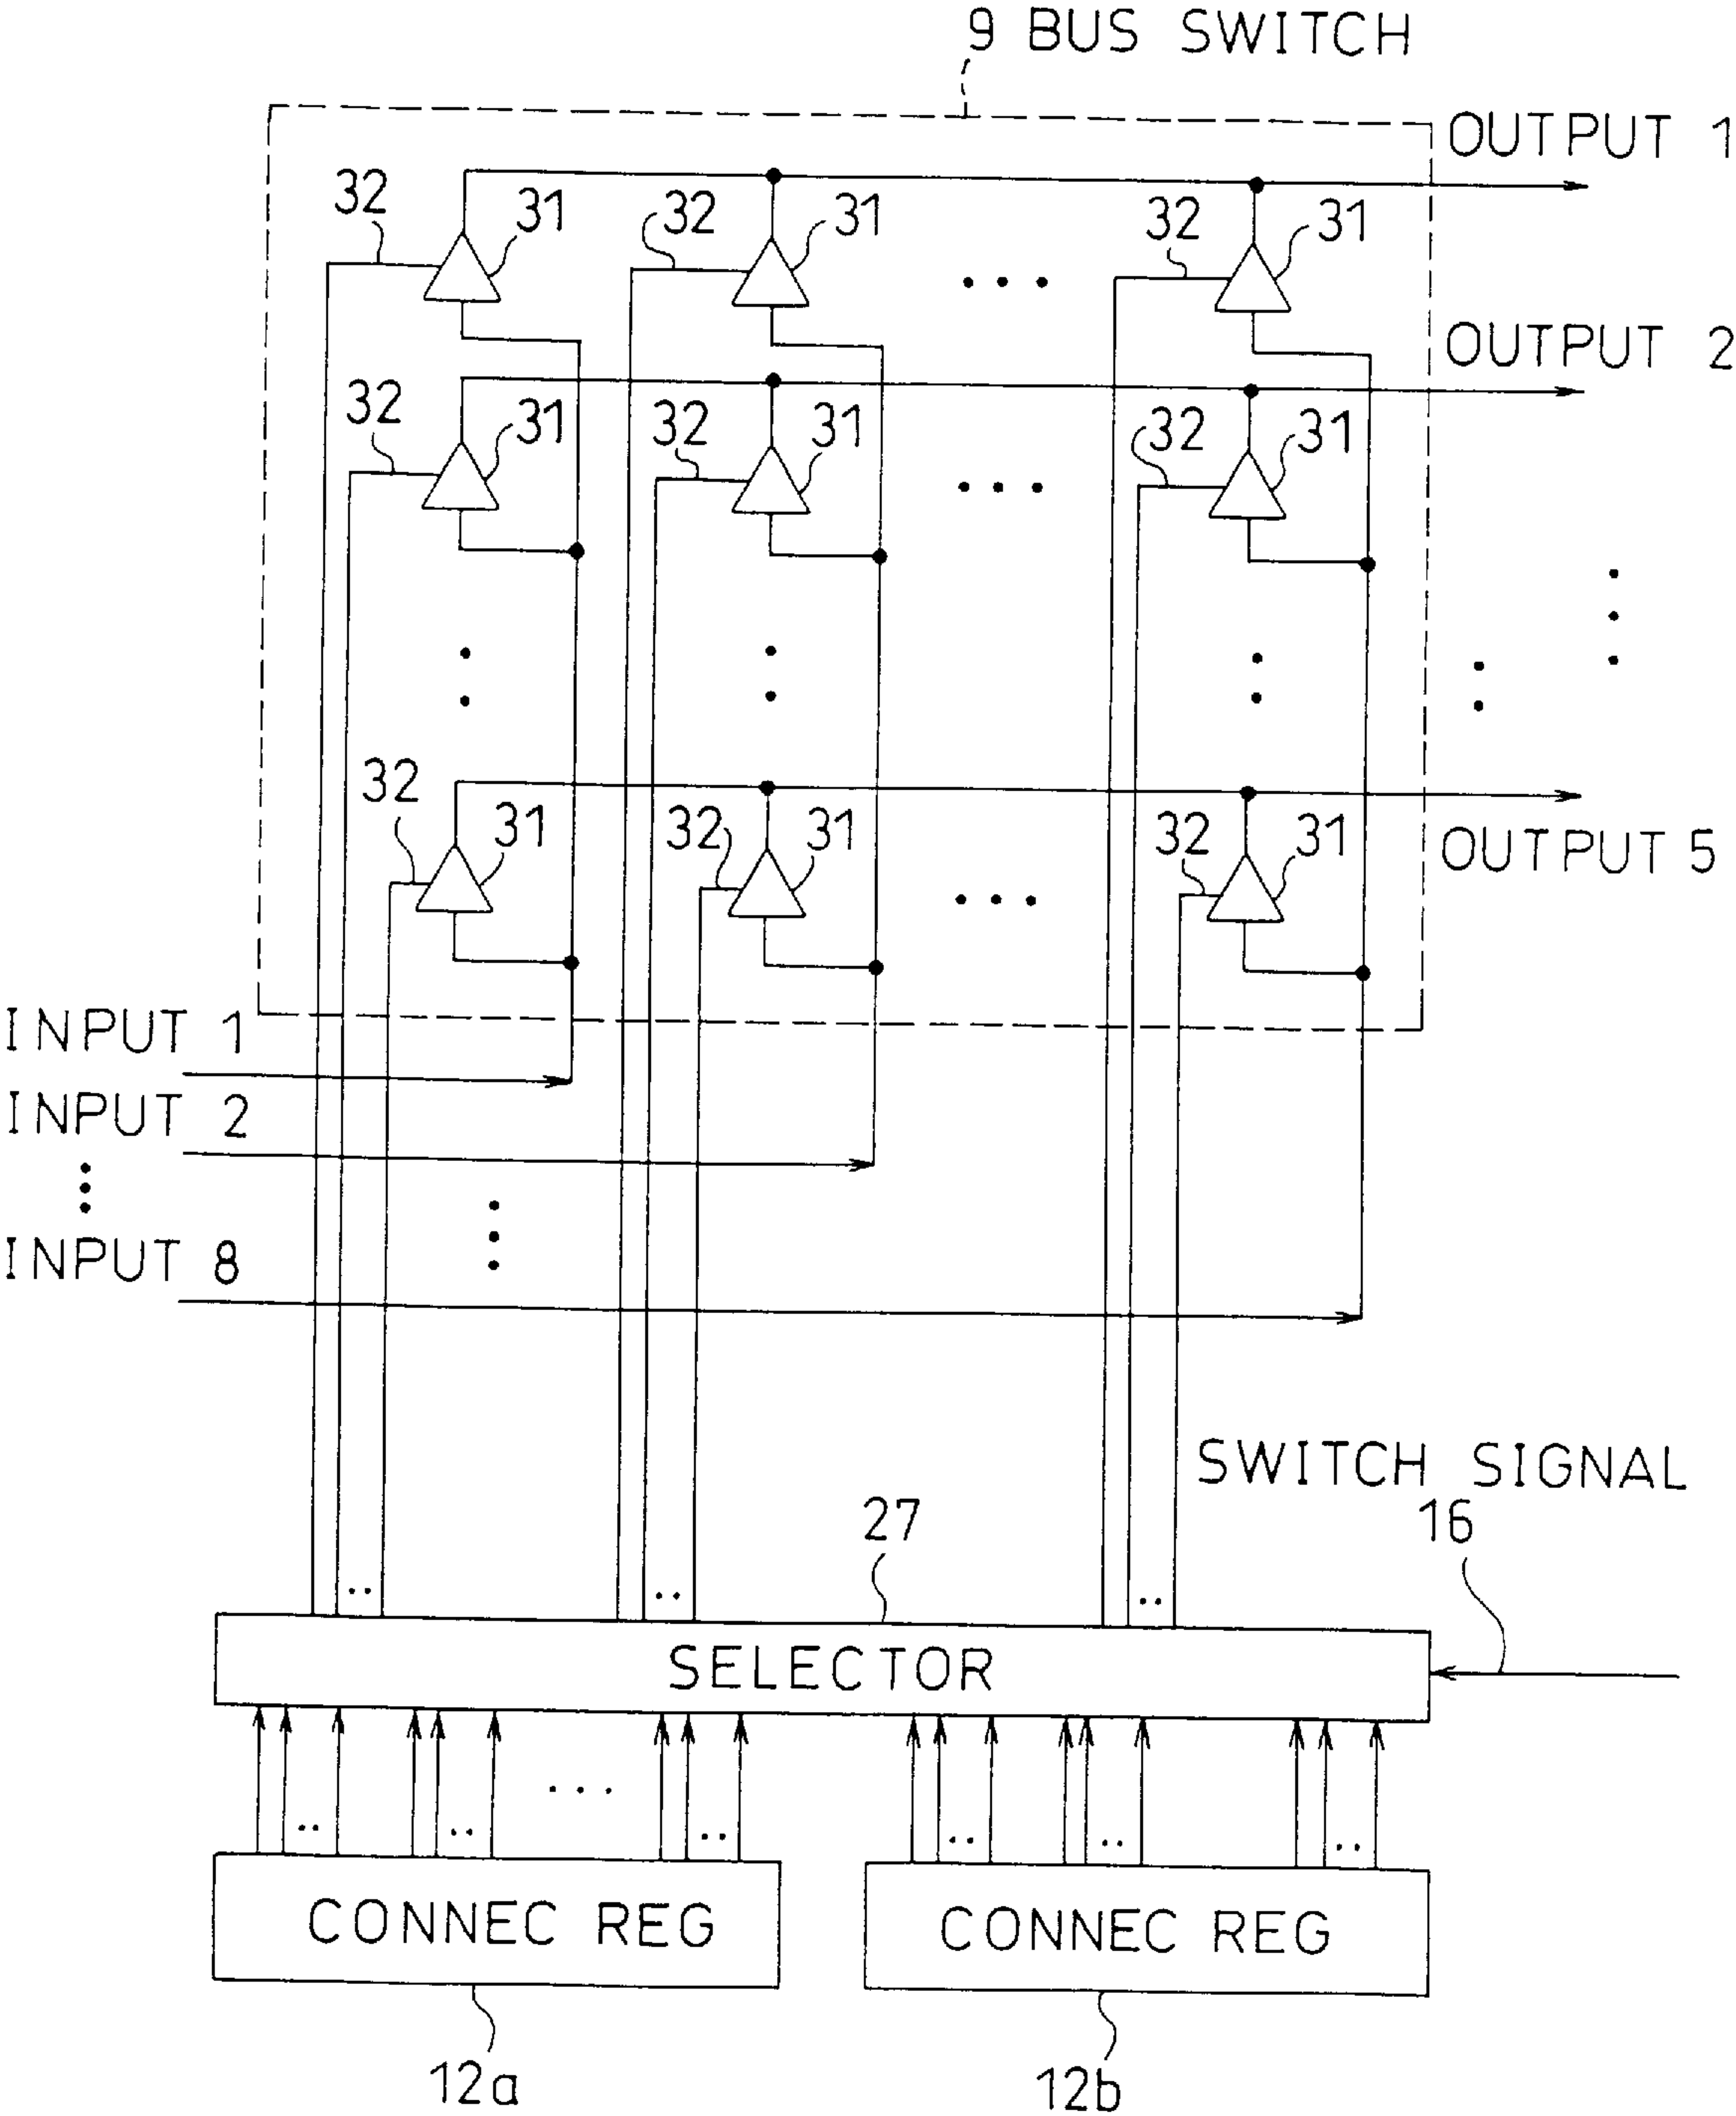 9 BUS SWITCH
OUTPUT 1
32 31 32 31 32 31
OUTPUT 2
32 31 32 31 32 31
32 31 32 31 32 31
OUTPUT 5
INPUT 1
INPUT 2
INPUT 8
SWITCH SIGNAL
27 16
SELECTOR
CONNEC REG CONNEC REG
12a 12b